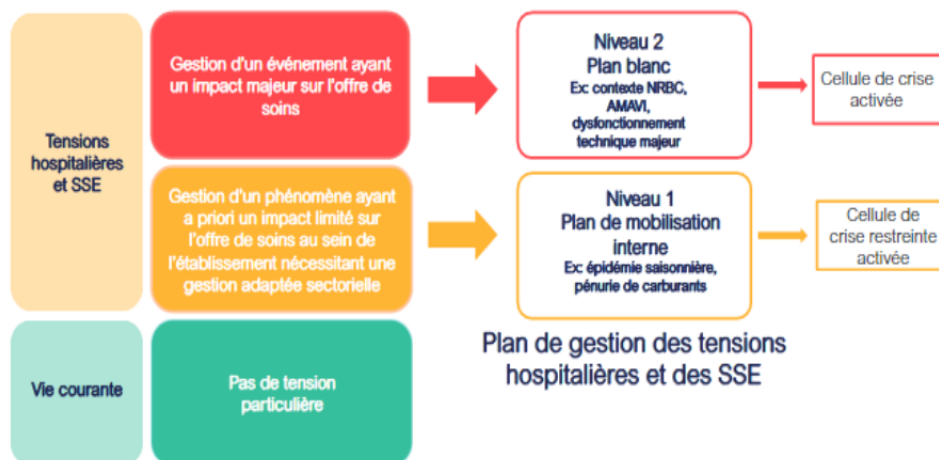 Tensions
hospitalières
et SSE
Gestion d'un événement ayant
un impact majeur sur l'offre de
soins
Niveau 2
Plan blanc
Ex: contexte NRBC,
AMAVI,
dysfonctionnement
technique majeur
Cellule de crise
activée
Gestion d'un phénomène ayant
a priori un impact limité sur
l'offre de soins au sein de
l'établissement nécessitant une
gestion adaptée sectorielle
Niveau 1
Plan de mobilisation
interne
Ex: épidémie saisonnière,
pénurie de carburants
Cellule de
crise restreinte
activée
Plan de gestion des tensions
hospitalières et des SSE
Vie courante
Pas de tension
particulière